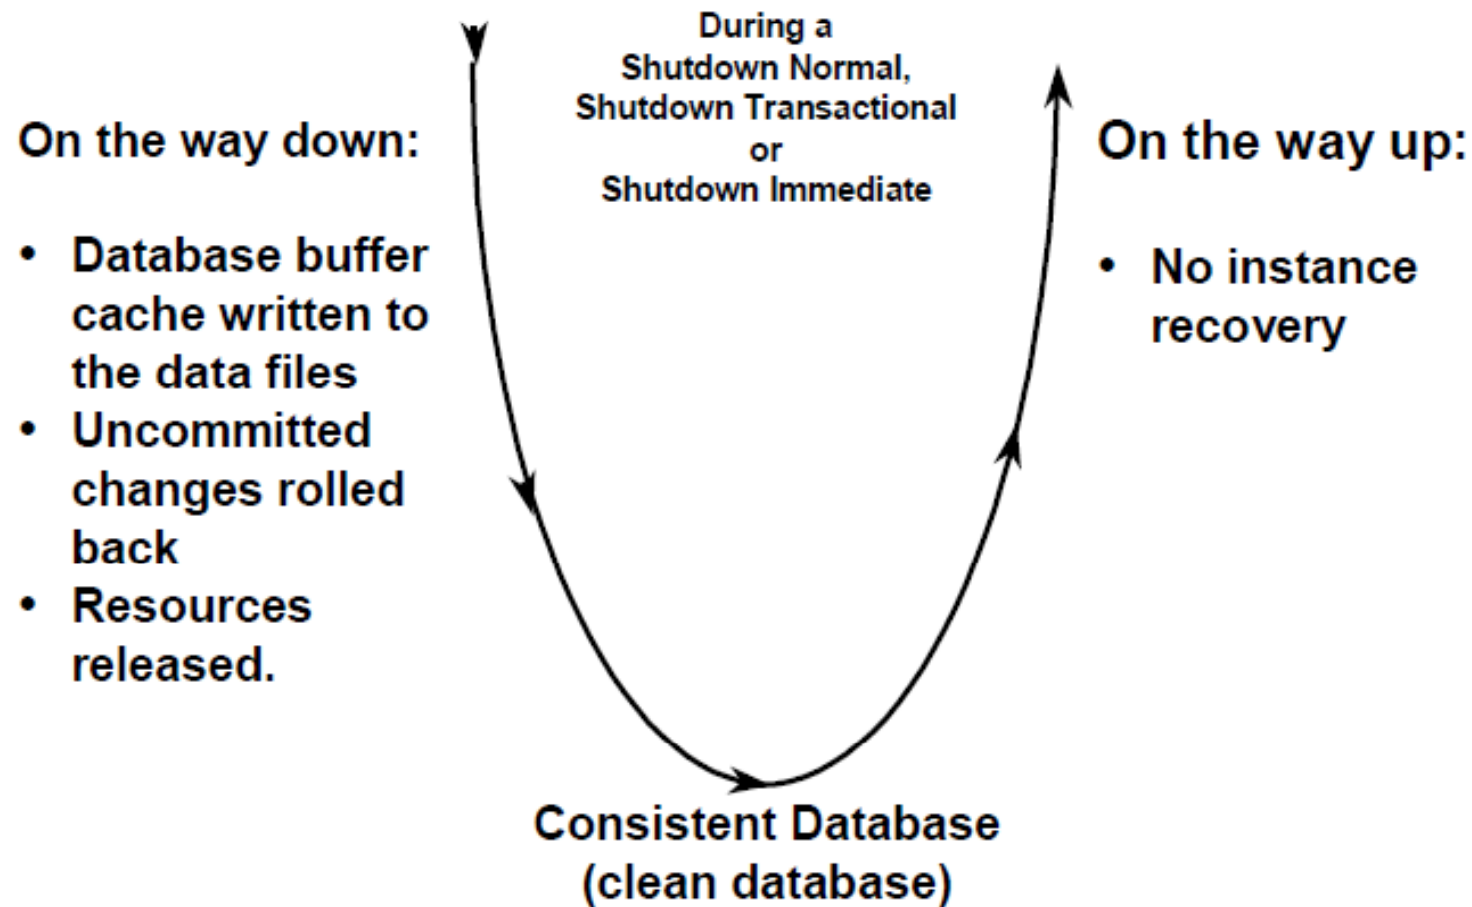 During a
Shutdown Normal,
Shutdown Transactional
or
Shutdown Immediate
On the way down:
• Database buffer
cache written to
the data files
• Uncommitted
changes rolled
back
• Resources
released.
On the way up:
• No instance
recovery
Consistent Database
(clean database)